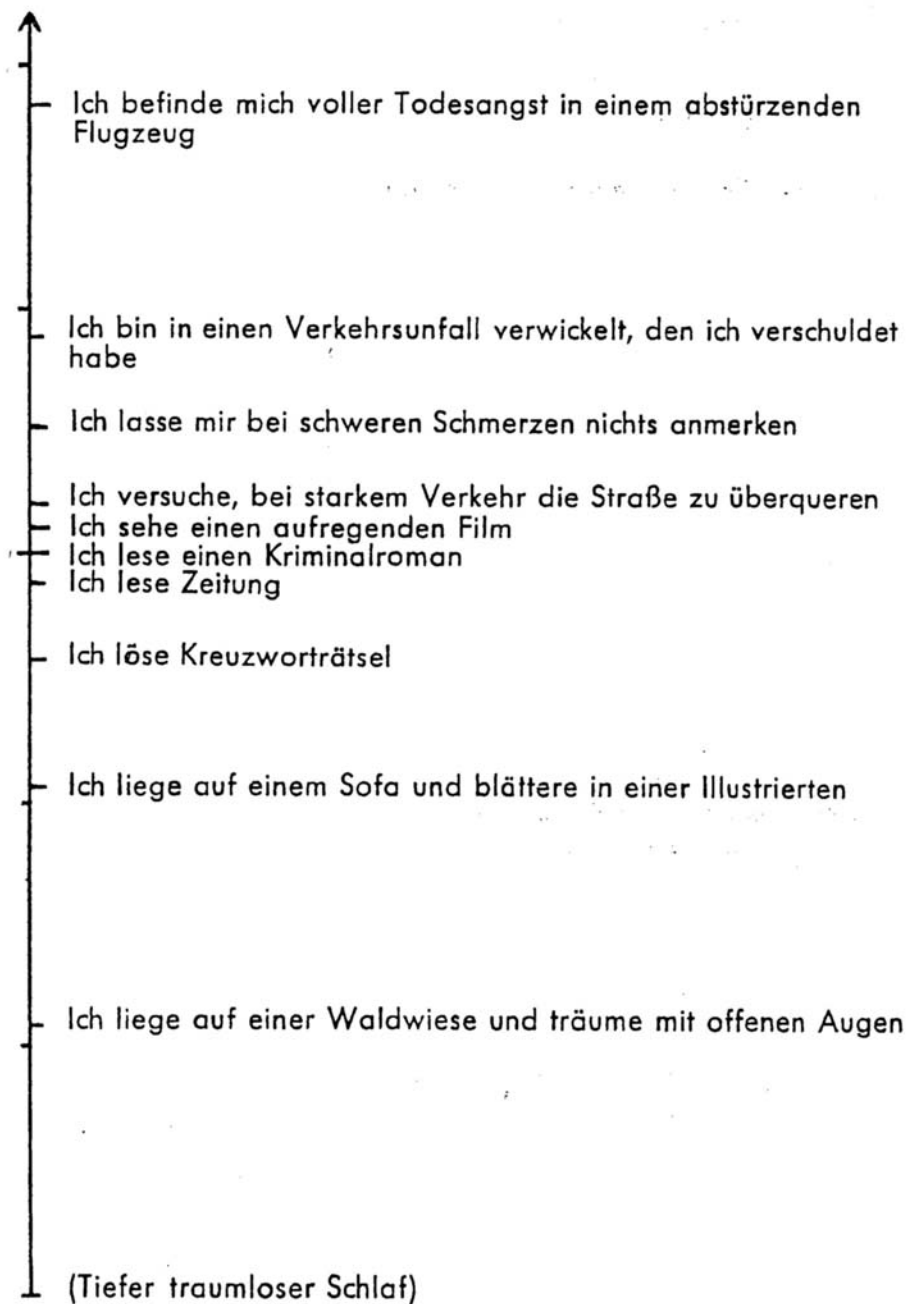 Ich befinde mich voller Todesangst in einem abstürzenden
Flugzeug
Ich bin in einen Verkehrsunfall verwickelt, den ich verschuldet
habe
Ich lasse mir bei schweren Schmerzen nichts anmerken
Ich versuche, bei starkem Verkehr die Straße zu überqueren
Ich sehe einen aufregenden Film
Ich lese einen Kriminalroman
Ich lese Zeitung
Ich löse Kreuzworträtsel
Ich liege auf einem Sofa und blättere in einer Illustrierten
Ich liege auf einer Waldwiese und träume mit offenen Augen
(Tiefer traumloser Schlaf)